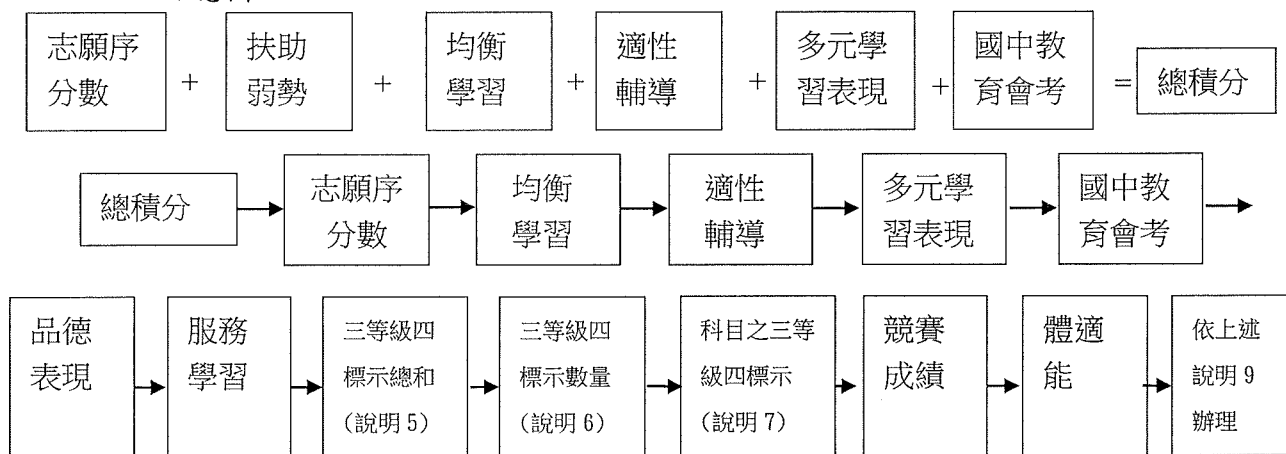 志願序分數 + 扶助弱勢 + 均衡學習 + 適性輔導 + 多元學習表現 + 國中教育會考 = 總積分
總積分 → 志願序分數 → 均衡學習 → 適性輔導 → 多元學習表現 → 國中教育會考 →
品德表現 → 服務學習 → 三等級四標示總和（說明5） → 三等級四標示數量（說明6） → 科目之三等級四標示（說明7） → 競賽成績 → 體適能 → 依上述說明9辦理